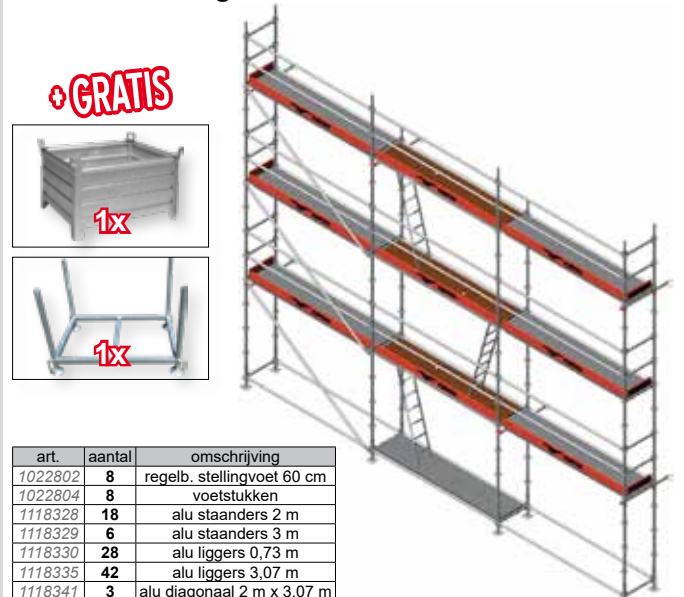 + GRATIS
1x
1x
art. aantal omschrijving
1022802 8 regelb. stellingvoet 60 cm
1022804 8 voetstukken
1118328 18 alu staanders 2 m
1118329 6 alu staanders 3 m
1118330 28 alu liggers 0,73 m
1118335 42 alu liggers 3,07 m
1118341 3 alu diagonaal 2 m x 3,07 m